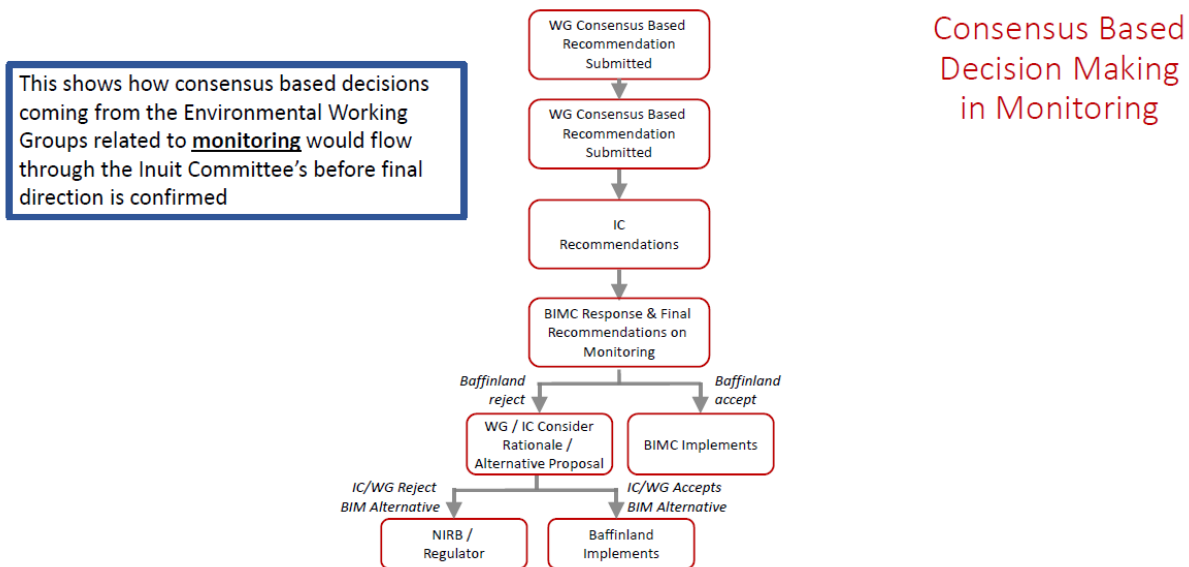 Consensus Based
Decision Making
in Monitoring
This shows how consensus based decisions
coming from the Environmental Working
Groups related to monitoring would flow
through the Inuit Committee's before final
direction is confirmed
WG Consensus Based
Recommendation
Submitted
WG Consensus Based
Recommendation
Submitted
IC
Recommendations
BIMC Response & Final
Recommendations on
Monitoring
Baffinland
reject
Baffinland
accept
WG / IC Consider
Rationale /
Alternative Proposal
BIMC Implements
IC/WG Reject
BIM Alternative
IC/WG Accepts
BIM Alternative
NIRB /
Regulator
Baffinland
Implements